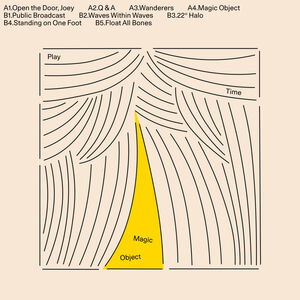 A1.Open the Door, Joey A2.Q & A A3.Wanderers A4.Magic Object
B1.Public Broadcast B2.Waves Within Waves B3.22° Halo
B4.Standing on One Foot B5.Float All Bones
Play
Time
Magic
Object